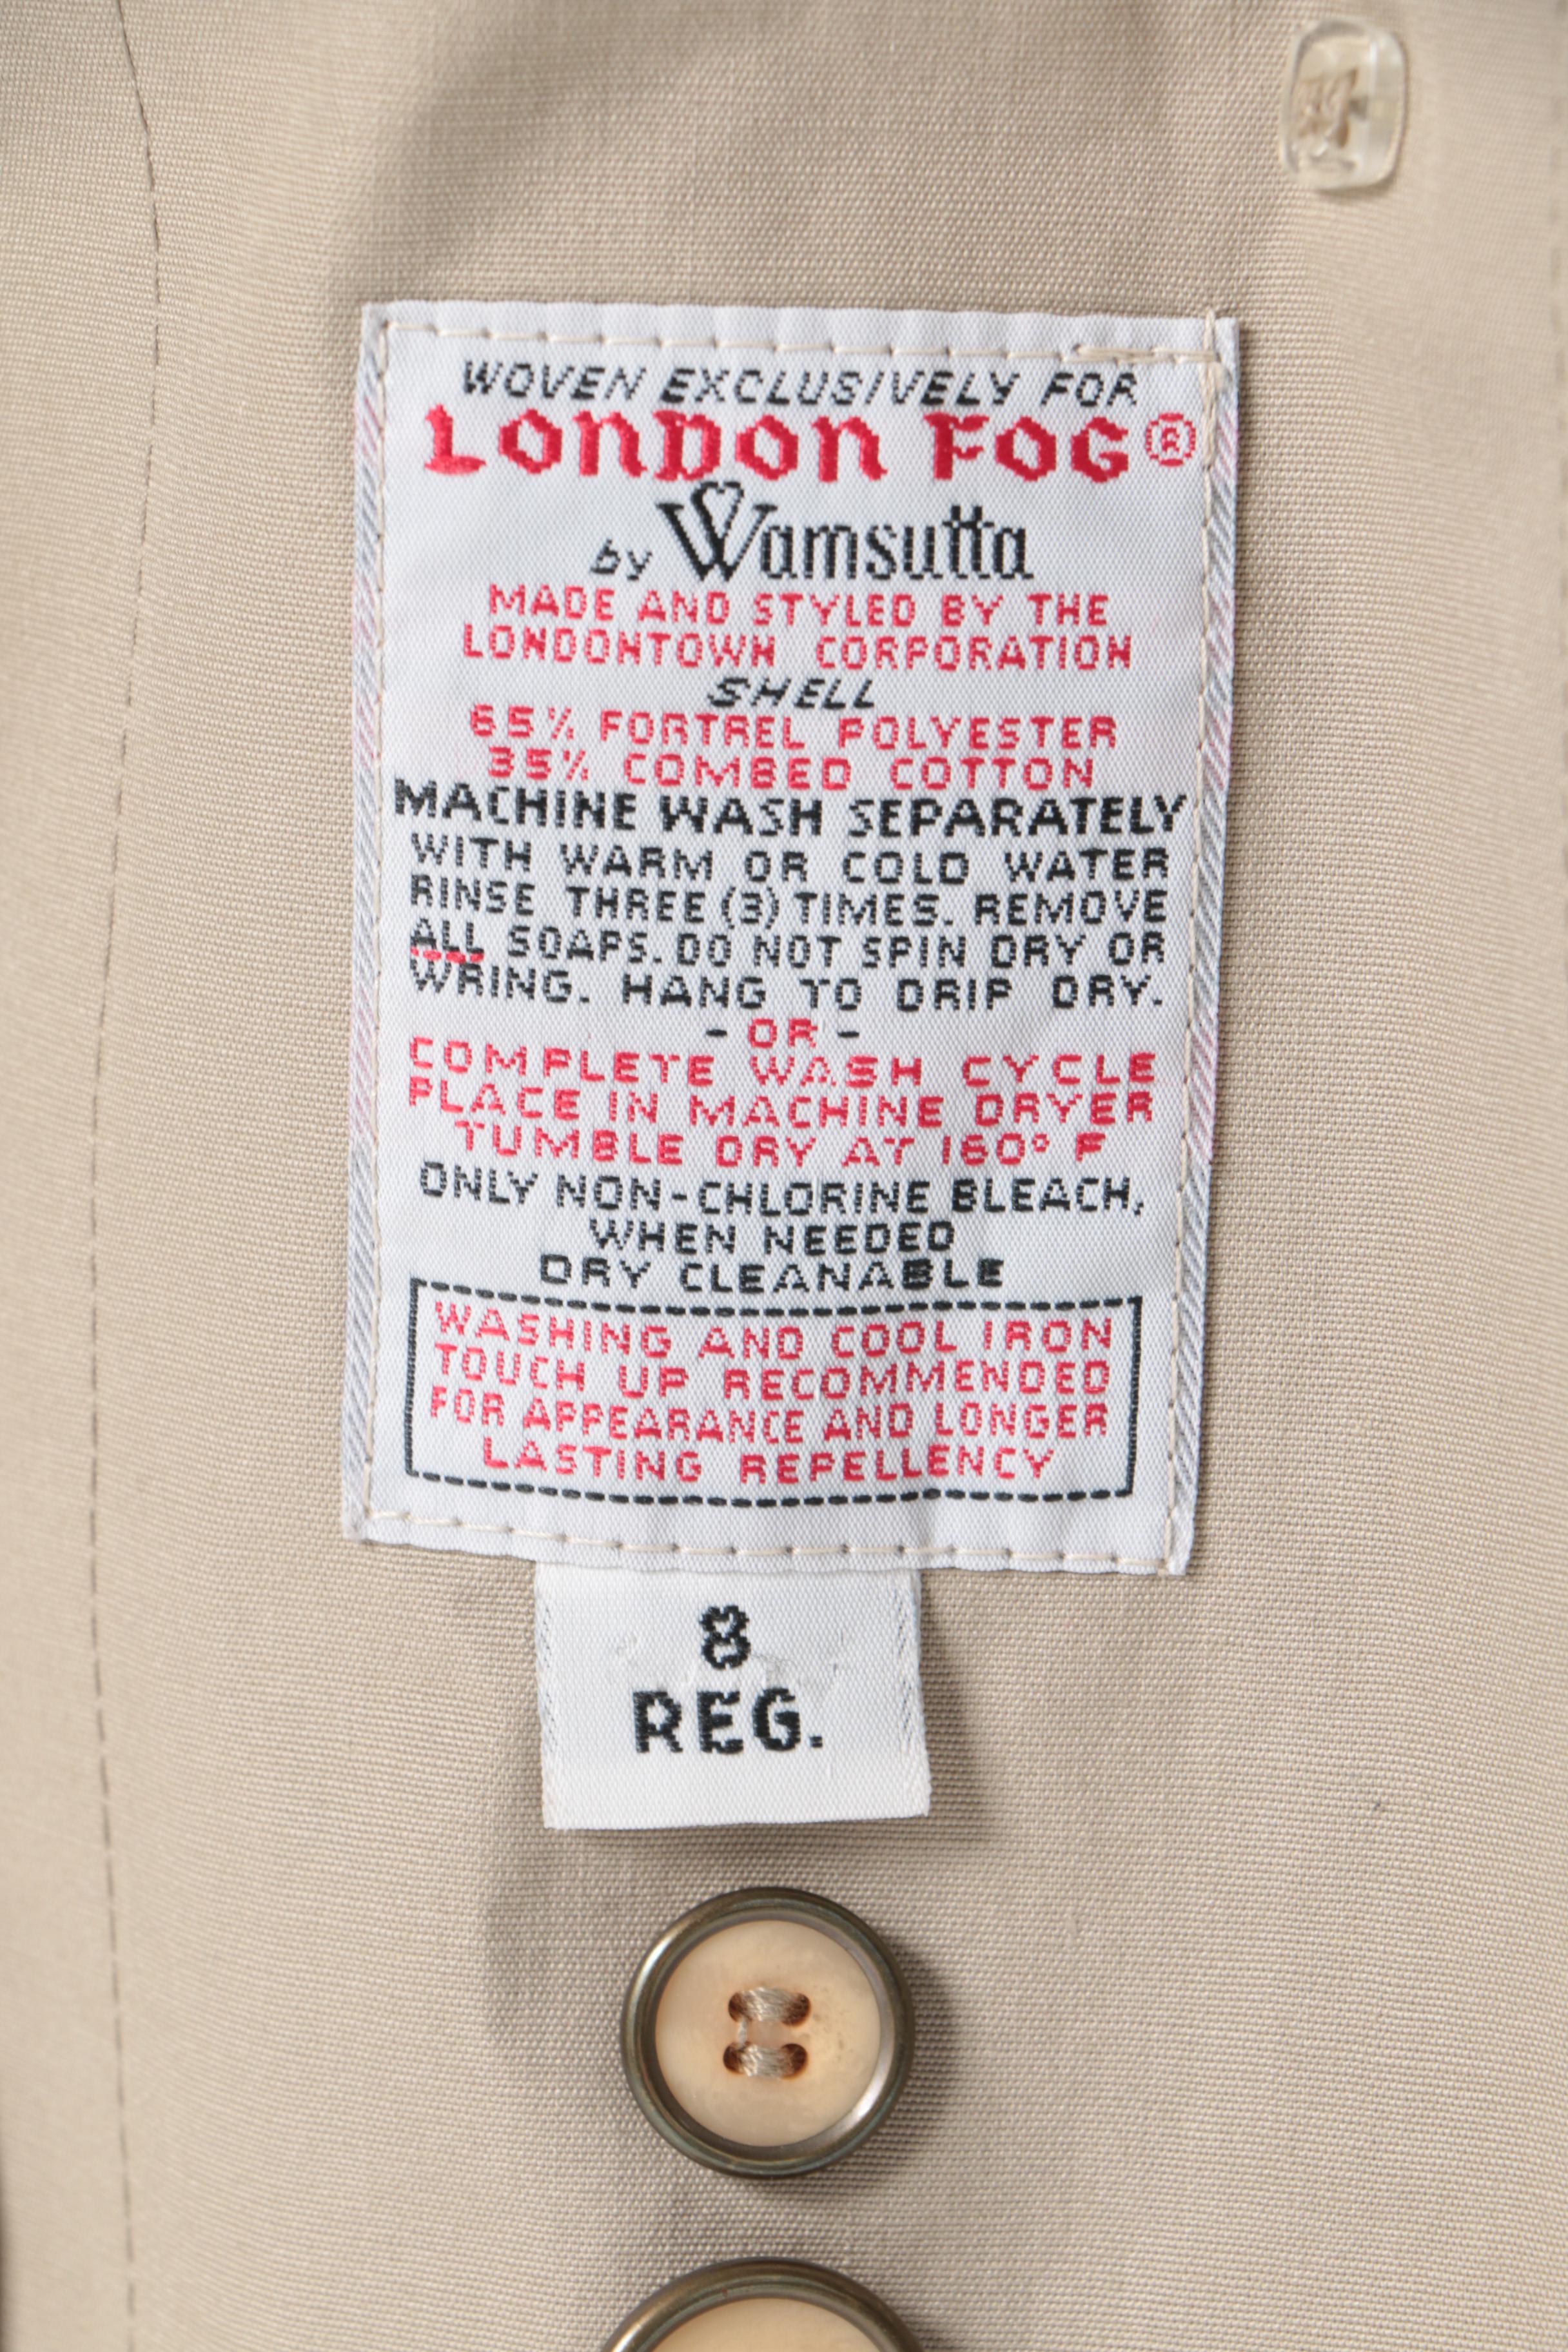 WOVEN EXCLUSIVELY FOR
LONDON FOG®
by Wamsutta
MADE AND STYLED BY THE
LONDONTOWN CORPORATION
SHELL
65% FORTREL POLYESTER
35% COMBED COTTON
MACHINE WASH SEPARATELY
WITH WARM OR COLD WATER
RINSE THREE (3) TIMES. REMOVE
ALL SOAPS. DO NOT SPIN DRY OR
WRING. HANG TO DRIP DRY.
- OR -
COMPLETE WASH CYCLE
PLACE IN MACHINE DRYER
TUMBLE DRY AT 160° F
ONLY NON-CHLORINE BLEACH,
WHEN NEEDED
DRY CLEANABLE
WASHING AND COOL IRON
TOUCH UP RECOMMENDED
FOR APPEARANCE AND LONGER
LASTING REPELLENCY
8
REG.